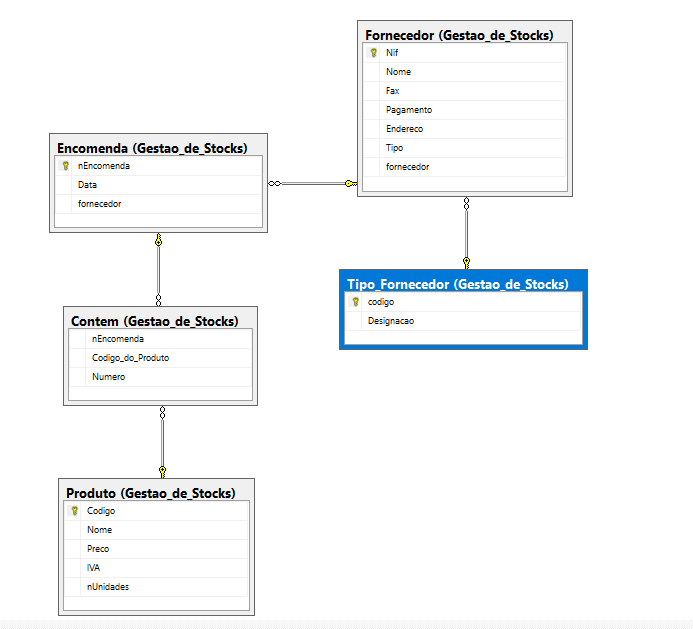 Fornecedor (Gestao_de_Stocks)
Nif
Nome
Fax
Pagamento
Endereco
Tipo
fornecedor
Encomenda (Gestao_de_Stocks)
nEncomenda
Data
fornecedor
Tipo_Fornecedor (Gestao_de_Stocks)
codigo
Designacao
Contem (Gestao_de_Stocks)
nEncomenda
Codigo_do_Produto
Numero
Produto (Gestao_de_Stocks)
Codigo
Nome
Preco
IVA
nUnidades